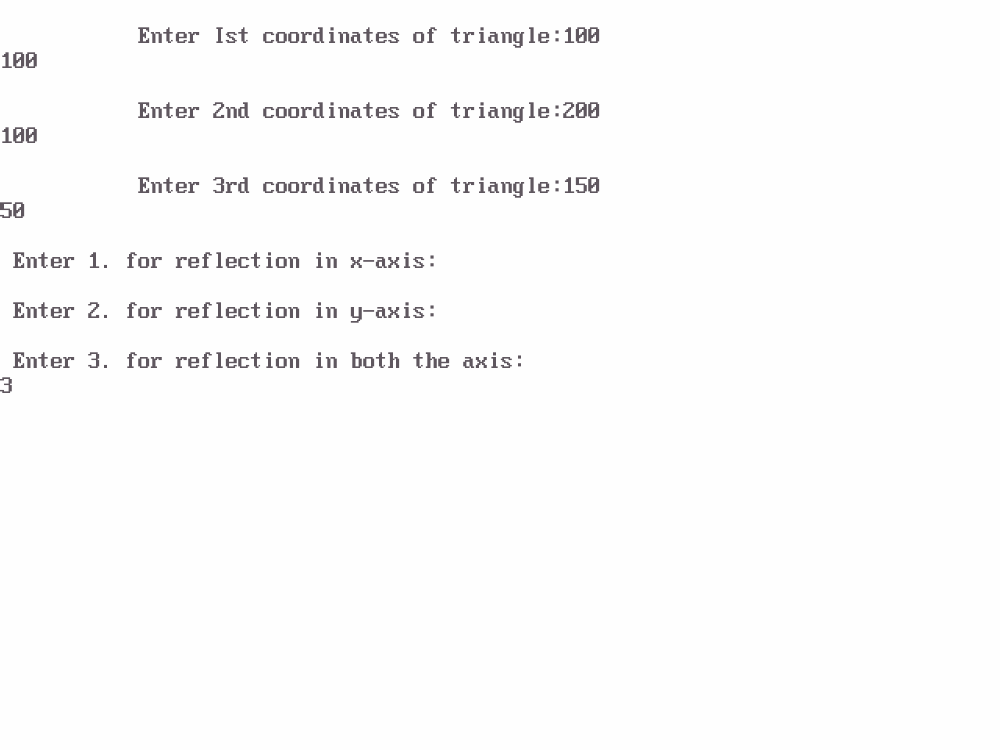 Enter Ist coordinates of triangle:100
100
Enter 2nd coordinates of triangle:200
100
Enter 3rd coordinates of triangle:150
50
Enter 1. for reflection in x-axis:
Enter 2. for reflection in y-axis:
Enter 3. for reflection in both the axis:
3